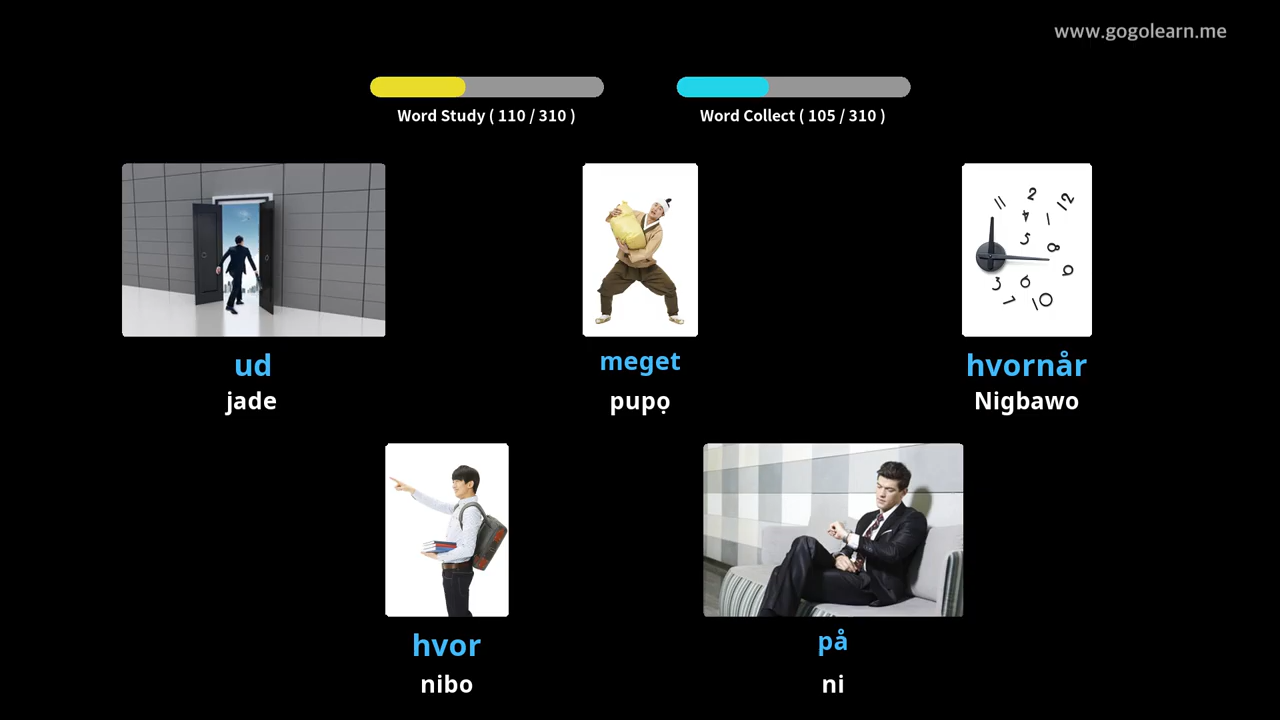 www.gogolearn.me
Word Study ( 110 / 310 )
Word Collect ( 105 / 310 )
ud
jade
meget
pupọ
hvornår
Nigbawo
hvor
nibo
på
ni